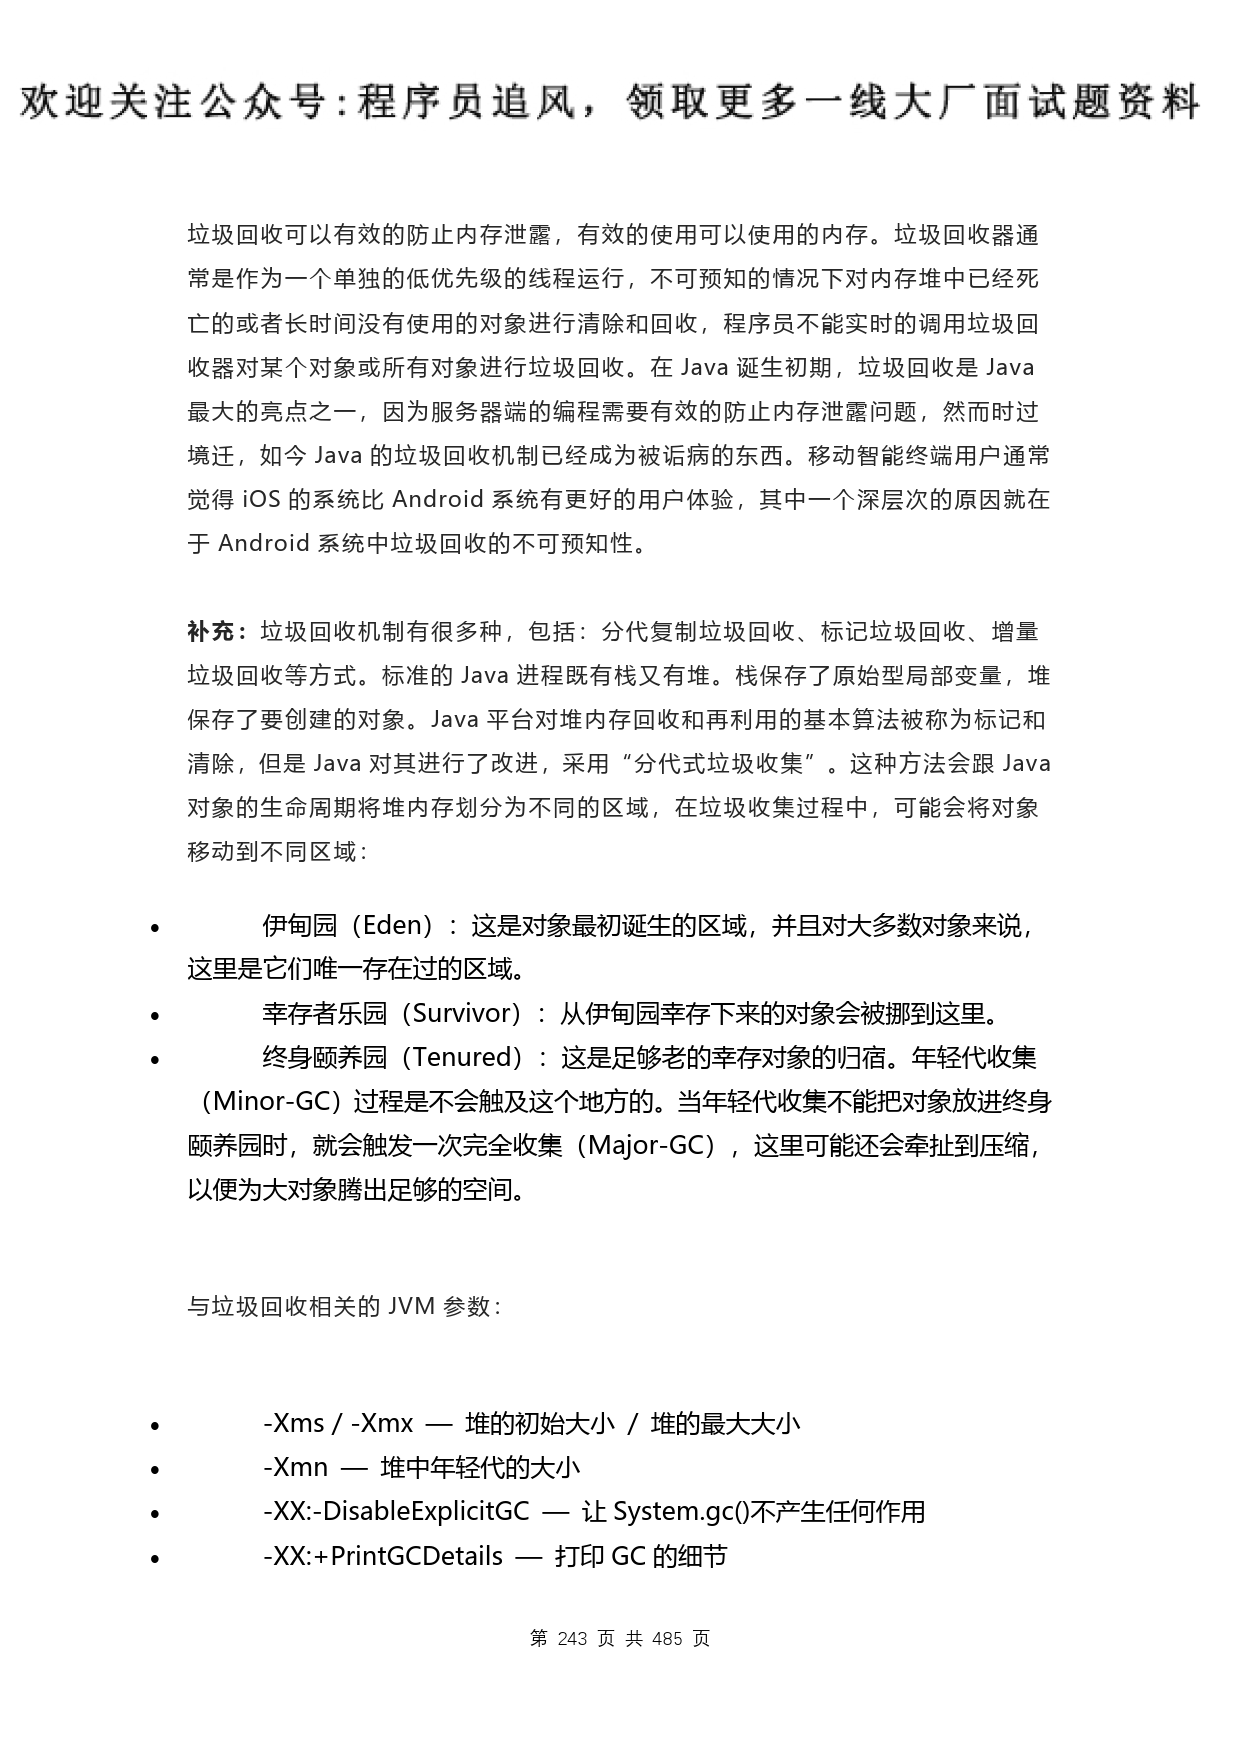 欢迎关注公众号:程序员追风，领取更多一线大厂面试题资料
垃圾回收可以有效的防止内存泄露，有效的使用可以使用的内存。垃圾回收器通
常是作为一个单独的低优先级的线程运行，不可预知的情况下对内存堆中已经死
亡的或者长时间没有使用的对象进行清除和回收，程序员不能实时的调用垃圾回
收器对某个对象或所有对象进行垃圾回收。在 Java 诞生初期，垃圾回收是 Java
最大的亮点之一，因为服务器端的编程需要有效的防止内存泄露问题，然而时过
境迁，如今 Java 的垃圾回收机制已经成为被诟病的东西。移动智能终端用户通常
觉得 iOS 的系统比 Android 系统有更好的用户体验，其中一个深层次的原因就在
于 Android 系统中垃圾回收的不可预知性。
补充：垃圾回收机制有很多种，包括：分代复制垃圾回收、标记垃圾回收、增量
垃圾回收等方式。标准的 Java 进程既有栈又有堆。栈保存了原始型局部变量，堆
保存了要创建的对象。Java 平台对堆内存回收和再利用的基本算法被称为标记和
清除，但是 Java 对其进行了改进，采用“分代式垃圾收集”。这种方法会跟 Java
对象的生命周期将堆内存划分为不同的区域，在垃圾收集过程中，可能会将对象
移动到不同区域：
• 伊甸园（Eden）：这是对象最初诞生的区域，并且对大多数对象来说，
这里是它们唯一存在过的区域。
• 幸存者乐园（Survivor）：从伊甸园幸存下来的对象会被挪到这里。
• 终身颐养园（Tenured）：这是足够老的幸存对象的归宿。年轻代收集
（Minor-GC）过程是不会触及这个地方的。当年轻代收集不能把对象放进终身
颐养园时，就会触发一次完全收集（Major-GC），这里可能还会牵扯到压缩，
以便为大对象腾出足够的空间。
与垃圾回收相关的 JVM 参数：
• -Xms / -Xmx — 堆的初始大小 / 堆的最大大小
• -Xmn — 堆中年轻代的大小
• -XX:-DisableExplicitGC — 让 System.gc()不产生任何作用
• -XX:+PrintGCDetails — 打印 GC 的细节
第 243 页 共 485 页